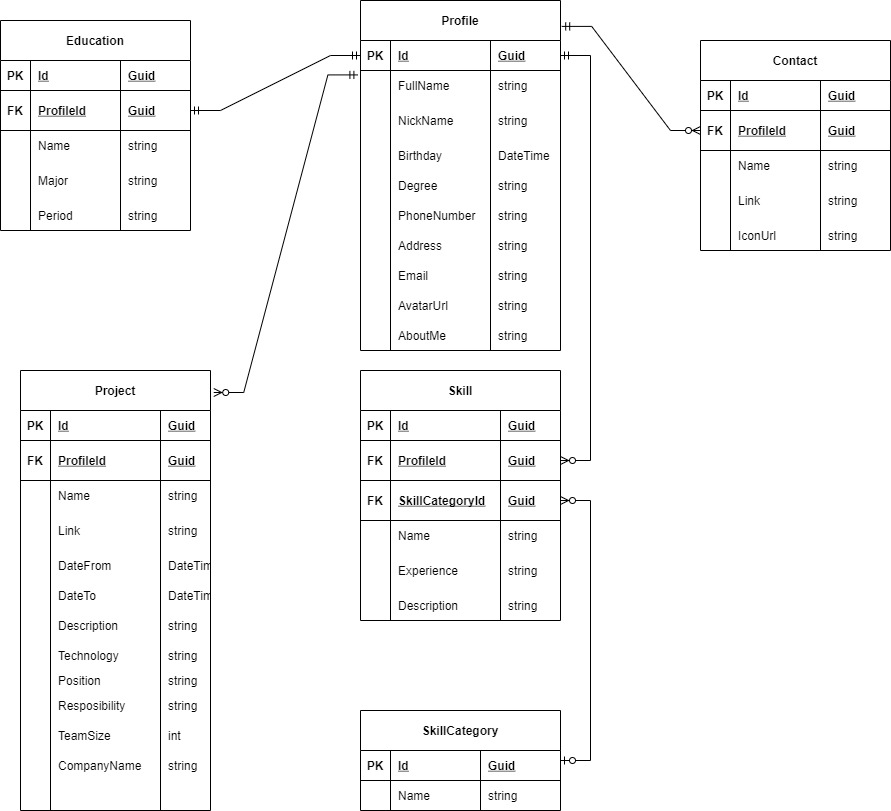 Profile
PK Id Guid
FullName string
NickName string
Birthday DateTime
Degree string
PhoneNumber string
Address string
Email string
AvatarUrl string
AboutMe string
Education
PK Id Guid
FK ProfileId Guid
Name string
Major string
Period string
Contact
PK Id Guid
FK ProfileId Guid
Name string
Link string
IconUrl string
Project
PK Id Guid
FK ProfileId Guid
Name string
Link string
DateFrom DateTim
DateTo DateTim
Description string
Technology string
Position string
Resposibility string
TeamSize int
CompanyName string
Skill
PK Id Guid
FK ProfileId Guid
FK SkillCategoryId Guid
Name string
Experience string
Description string
SkillCategory
PK Id Guid
Name string